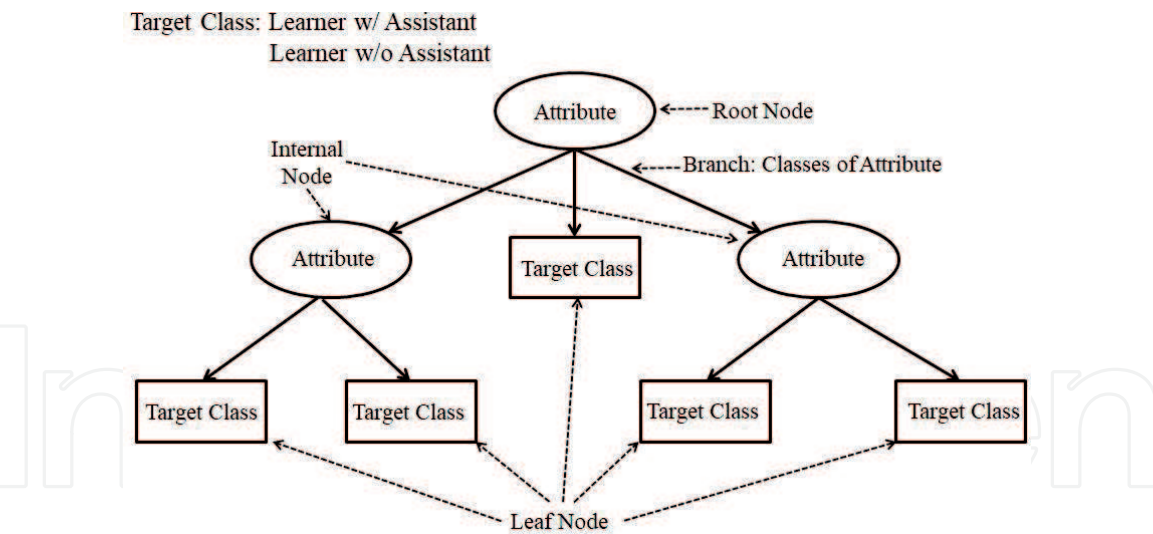 Target Class: Learner w/ Assistant
Learner w/o Assistant
Attribute
Root Node
Internal
Node
Branch: Classes of Attribute
Attribute
Target Class
Attribute
Target Class
Target Class
Target Class
Target Class
Leaf Node